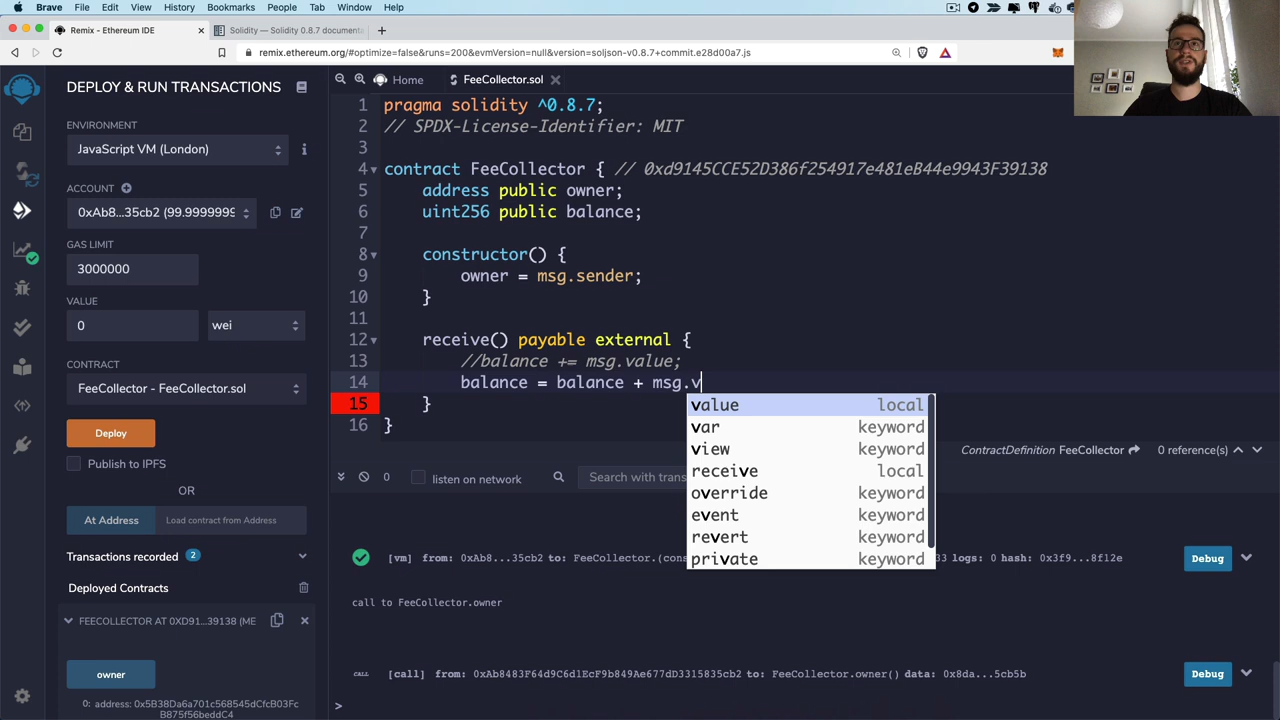 Brave File Edit View History Bookmarks People Tab Window Help
Remix - Ethereum IDE × Solidity — Solidity 0.8.7 documenta × +
remix.ethereum.org/#optimize=false&runs=200&evmVersion=null&version=soljson-v0.8.7+commit.e28d00a7.js
DEPLOY & RUN TRANSACTIONS
ENVIRONMENT
JavaScript VM (London)
ACCOUNT
0xAb8...35cb2 (99.9999999
GAS LIMIT
3000000
VALUE
0 wei
CONTRACT
FeeCollector - FeeCollector.sol
Deploy
Publish to IPFS
OR
At Address Load contract from Address
Transactions recorded 2
Deployed Contracts
FEECOLLECTOR AT 0XD91...39138 (ME
owner
0: address: 0x5B38Da6a701c568545dCfcB03Fc
B875f56beddC4
Home FeeCollector.sol
1 pragma solidity ^0.8.7;
2 // SPDX-License-Identifier: MIT
3
4 contract FeeCollector { // 0xd9145CCE52D386f254917e481eB44e9943F39138
5 address public owner;
6 uint256 public balance;
7
8 constructor() {
9 owner = msg.sender;
10 }
11
12 receive() payable external {
13 //balance += msg.value;
14 balance = balance + msg.v
15 }
16 }
value local
var keyword
view keyword
receive local
override keyword
event keyword
revert keyword
private keyword
ContractDefinition FeeCollector 0 reference(s)
0 listen on network Search with trans
[vm] from: 0xAb8...35cb2 to: FeeCollector.(cons 33 logs: 0 hash: 0x3f9...8f12e Debug
call to FeeCollector.owner
CALL [call] from: 0xAb8483F64d9C6d1EcF9b849Ae677dD3315835cb2 to: FeeCollector.owner() data: 0x8da...5cb5b Debug
>